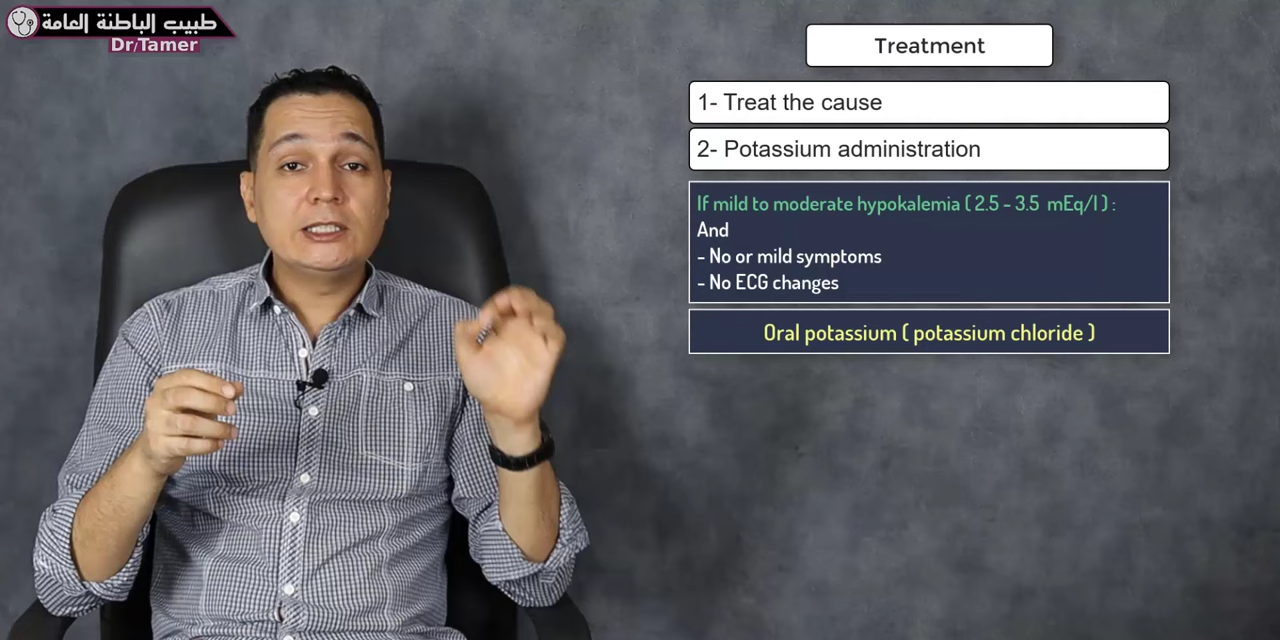 طبيب الباطنة العامة
Dr/Tamer
Treatment
1- Treat the cause
2- Potassium administration
If mild to moderate hypokalemia ( 2.5 - 3.5 mEq/l ) :
And
- No or mild symptoms
- No ECG changes
Oral potassium ( potassium chloride )